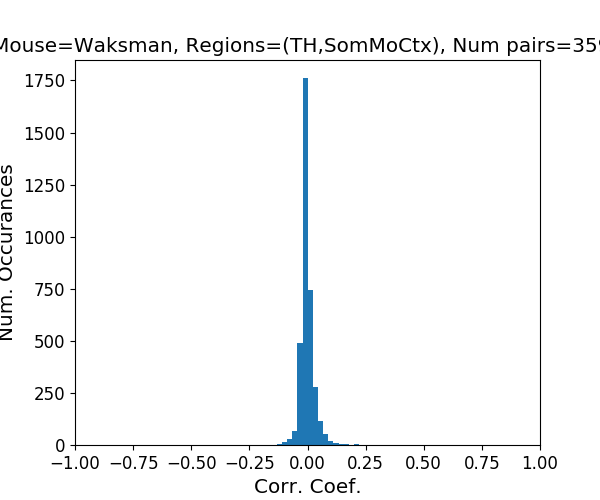 Mouse=Waksman, Regions=(TH,SomMoCtx), Num pairs=359
Num. Occurances
1750
1500
1250
1000
750
500
250
0
−1.00 −0.75 −0.50 −0.25 0.00 0.25 0.50 0.75 1.00
Corr. Coef.